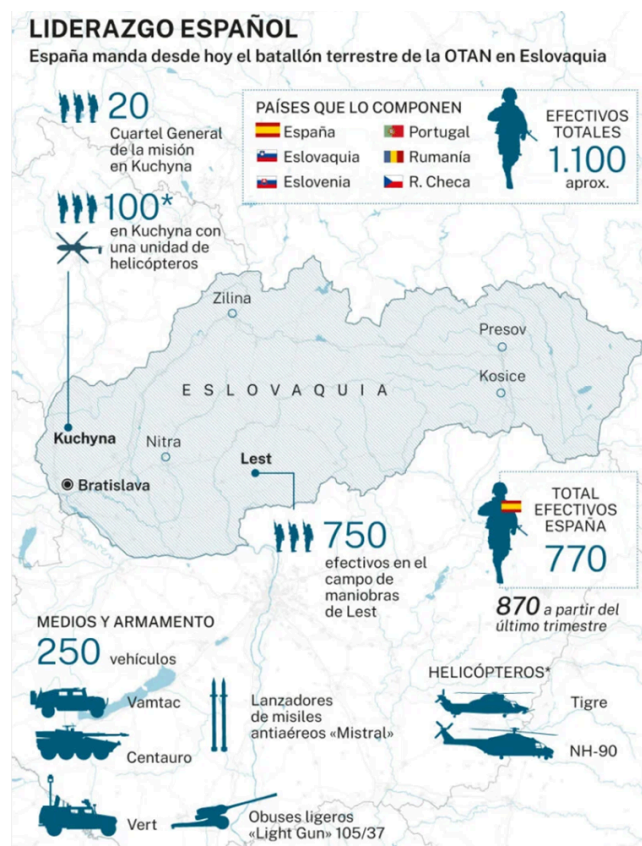 LIDERAZGO ESPAÑOL
España manda desde hoy el batallón terrestre de la OTAN en Eslovaquia
20
Cuartel General
de la misión
en Kuchyna
100*
en Kuchyna con
una unidad de
helicópteros
PAÍSES QUE LO COMPONEN
España
Portugal
Eslovaquia
Rumanía
Eslovenia
R. Checa
EFECTIVOS
TOTALES
1.100
aprox.
Zilina
Presov
Kosice
ESLOVAQUIA
Kuchyna
Nitra
Lest
Bratislava
750
efectivos en el
campo de
maniobras
de Lest
TOTAL
EFECTIVOS
ESPAÑA
770
870 a partir del
último trimestre
MEDIOS Y ARMAMENTO
250 vehículos
Vamtac
Centauro
Vert
Lanzadores
de misiles
antiaéreos «Mistral»
Obuses ligeros
«Light Gun» 105/37
HELICÓPTEROS*
Tigre
NH-90